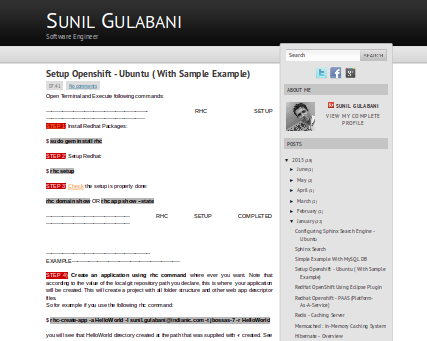 SUNIL GULABANI
Software Engineer
Search
SEARCH
Setup Openshift - Ubuntu ( With Sample Example)
07:41 No comments
Open Terminal and Execute following commands:
RHC SETUP
STEP 1) Install Redhat Packages:
$ sudo gem install rhc
STEP 2) Setup Redhat:
$ rhc setup
STEP 3) Check the setup is properly done:
rhc domain show OR rhc app show --state
RHC SETUP COMPLETED
EXAMPLE
STEP 4) Create an application using rhc command where ever you want. Note that
according to the value of the local git repository path you declare, this is where your application
will be created. This will create a project with all folder structure and other web app descriptor
files.
So for example if you use the following rhc command:
$ rhc-create-app -a HelloWorld -l sunil.gulabani@indianic.com -t jbossas-7 -r HelloWorld
you will see that HelloWorld directory created at the path that was supplied with -r created. See
ABOUT ME
SUNIL GULABANI
VIEW MY COMPLETE
PROFILE
POSTS
▼ 2013
► June
► May
► April
► March
► February
▼ January
Configuring Sphinx Search Engine -
Ubuntu
Sphinx Search
Simple Example With MySQL DB
Setup Openshift - Ubuntu ( With Sample
Example)
RedHat OpenShift Using Eclipse Plugin
Redhat Openshift - PAAS (Platform-
As-A-Service)
Redis - Caching Server
Memcached : In-Memory Caching System
Hibernate - Overview